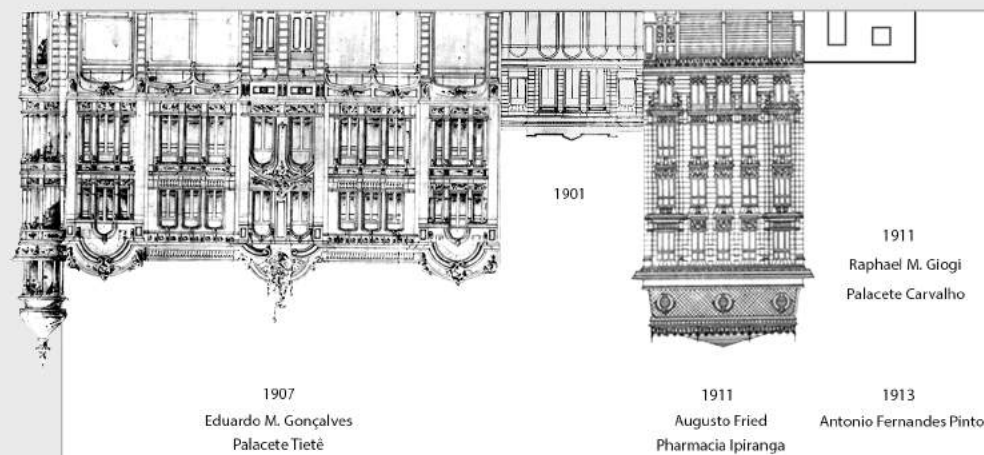 1901
1911
Raphael M. Giogi
Palacete Carvalho
1907
Eduardo M. Gonçalves
Palacete Tietê
1911
Augusto Fried
Pharmacia Ipiranga
1913
Antonio Fernandes Pinto